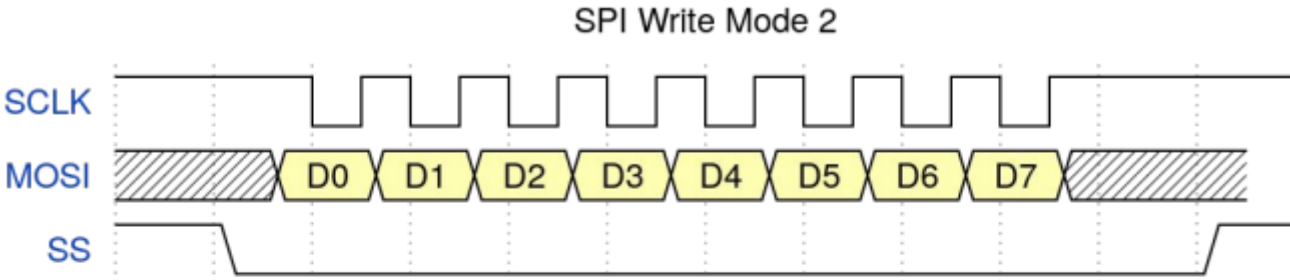 SPI Write Mode 2
SCLK
MOSI D0 D1 D2 D3 D4 D5 D6 D7
SS